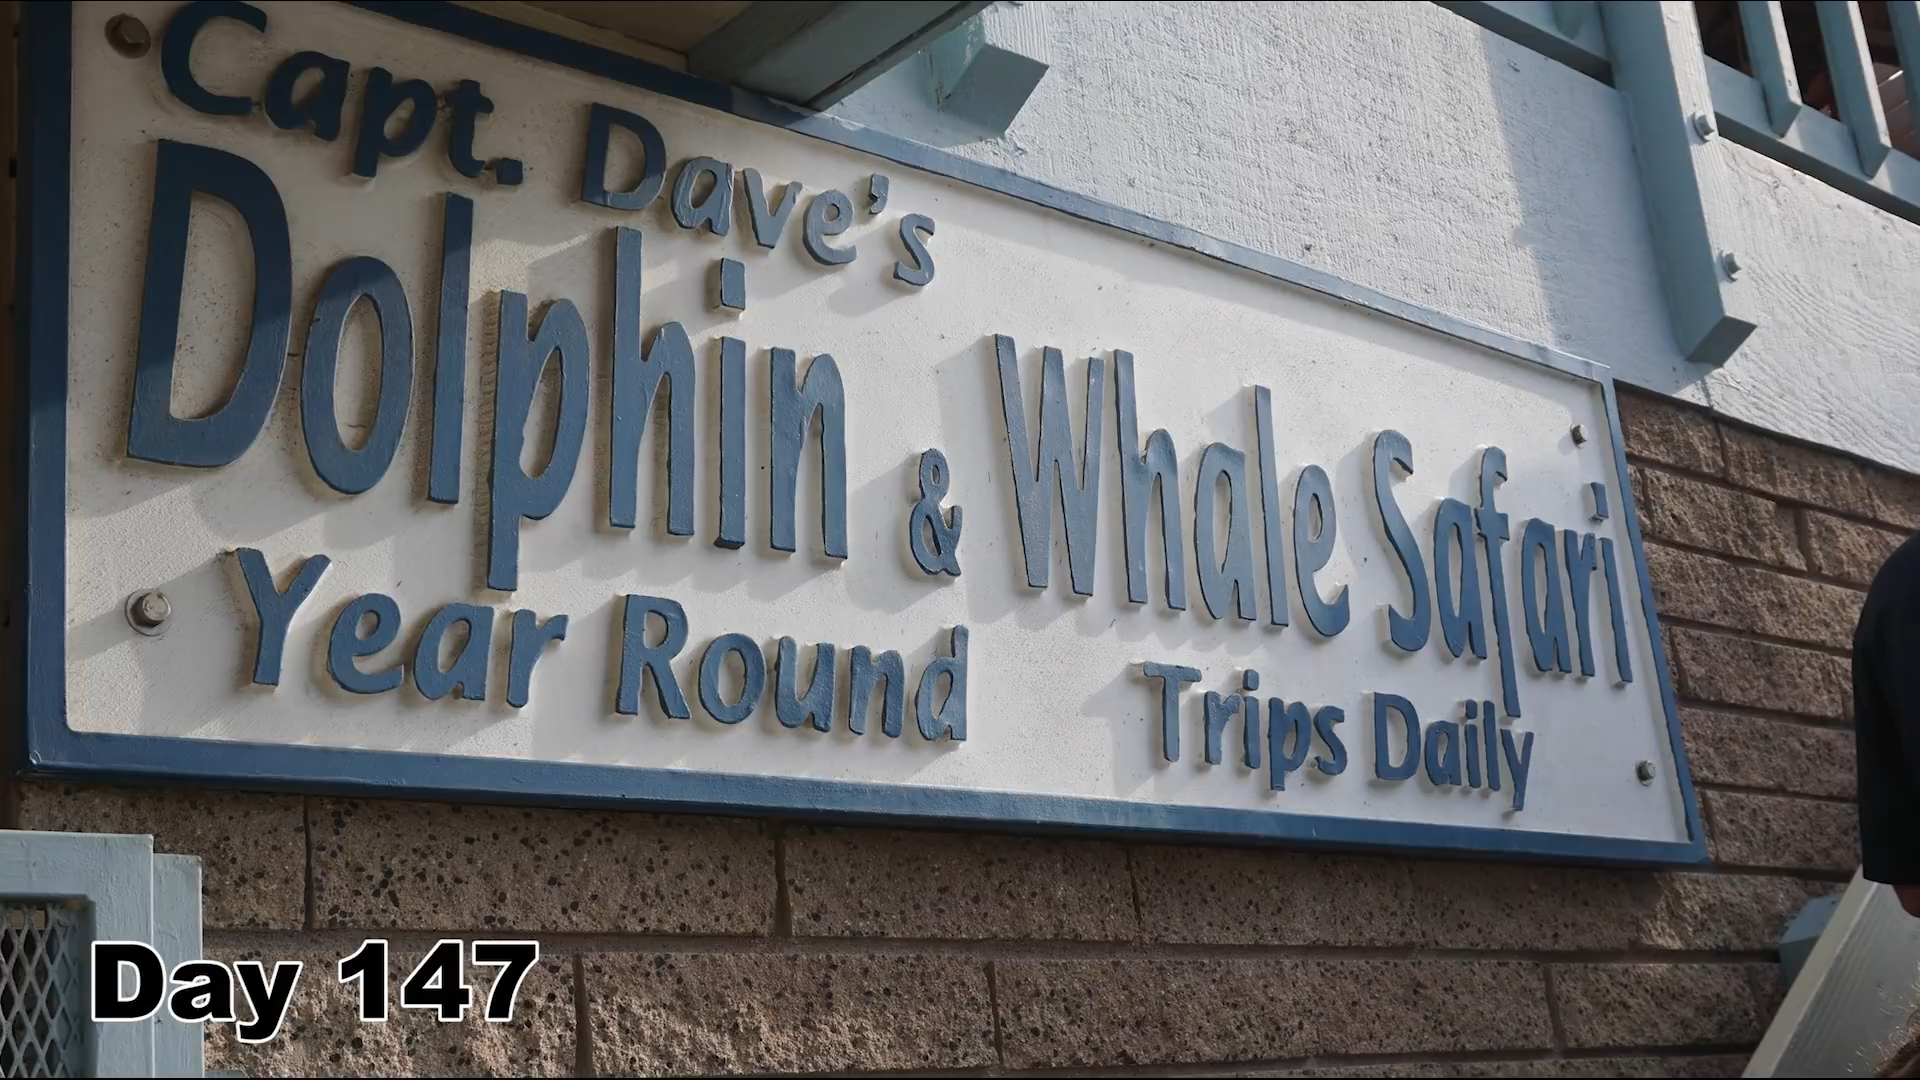 Capt. Dave's
Dolphin & Whale Safari
Year Round Trips Daily
Day 147